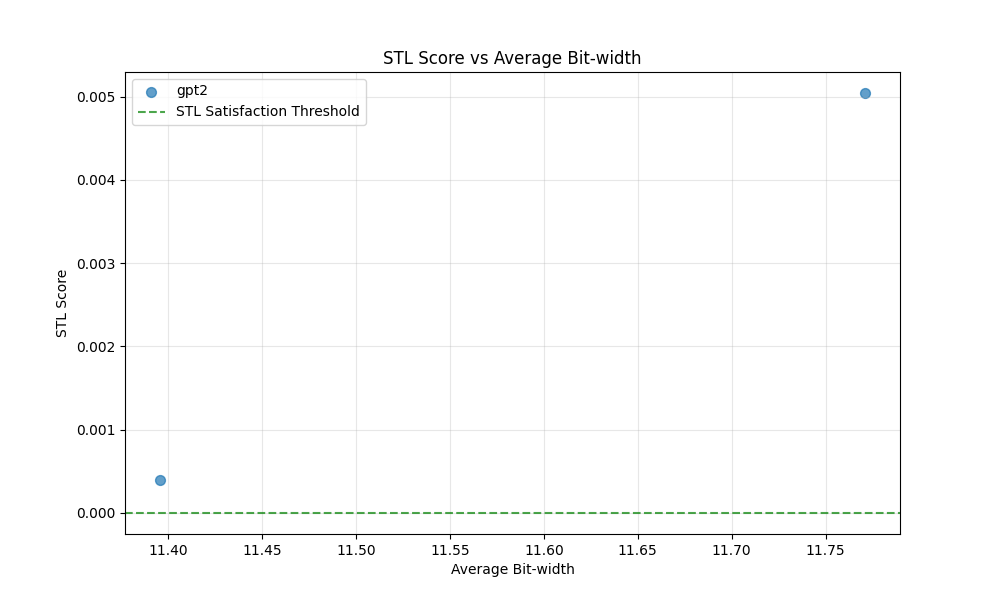 STL Score vs Average Bit-width
gpt2
STL Satisfaction Threshold
0.005
0.004
0.003
0.002
0.001
0.000
STL Score
11.40 11.45 11.50 11.55 11.60 11.65 11.70 11.75
Average Bit-width